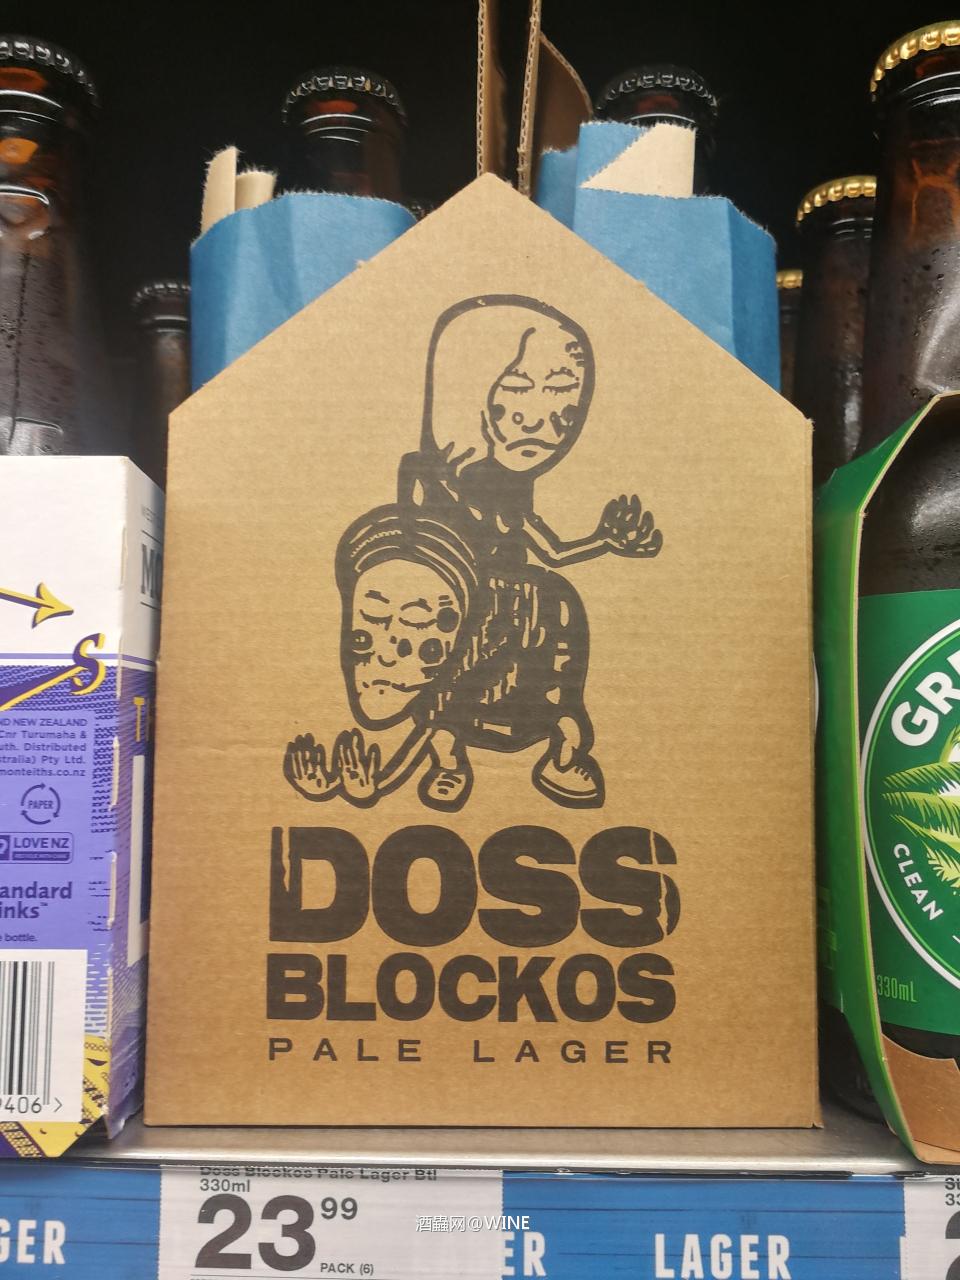 DOSS
BLOCKOS
PALE LAGER
ND NEW ZEALAND
Cnr Turumaha &
uth. Distributed
stralia) Pty Ltd.
monteiths.co.nz
PAPER
LOVE NZ
andard
inks™
e bottle.
9406 >
GR
CLEAN
330mL
Doss Blockos Pale Lager Btl
330ml
23 99
PACK (6)
GER
ER
LAGER
酒蟲网@WINE